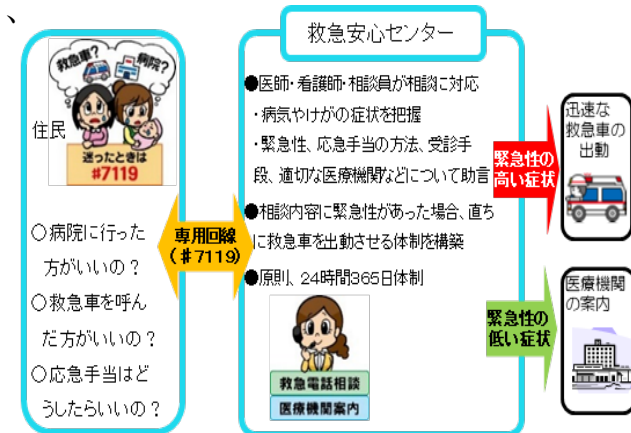 、
救急車?
病院?
住民
迷ったときは
#7119
○病院に行った
方がいいの？
○救急車を呼ん
だ方がいいの？
○応急手当はど
うしたらいいの？
専用回線
(＃7119)
救急安心センター
●医師・看護師・相談員が相談に対応
・病気やけがの症状を把握
・緊急性、応急手当の方法、受診手
段、適切な医療機関などについて助言
●相談内容に緊急性があった場合、直ち
に救急車を出動させる体制を構築
●原則、24時間365日体制
救急電話相談
医療機関案内
緊急性の
高い症状
緊急性の
低い症状
迅速な
救急車の
出動
医療機関
の案内